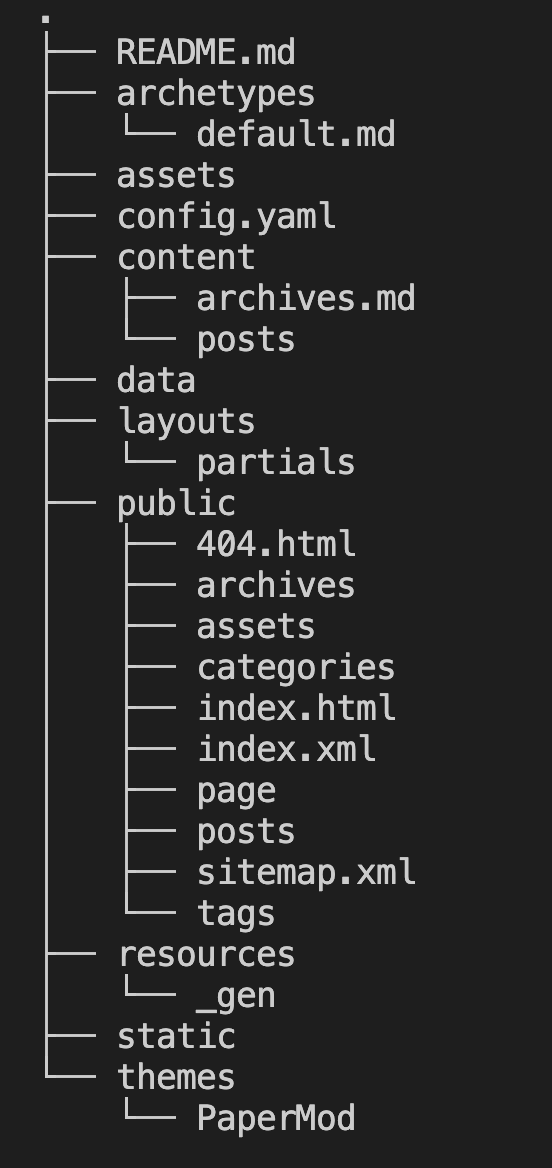 .
├── README.md
├── archetypes
│   └── default.md
├── assets
├── config.yaml
├── content
│   ├── archives.md
│   └── posts
├── data
├── layouts
│   └── partials
├── public
│   ├── 404.html
│   ├── archives
│   ├── assets
│   ├── categories
│   ├── index.html
│   ├── index.xml
│   ├── page
│   ├── posts
│   ├── sitemap.xml
│   └── tags
├── resources
│   └── _gen
├── static
└── themes
    └── PaperMod